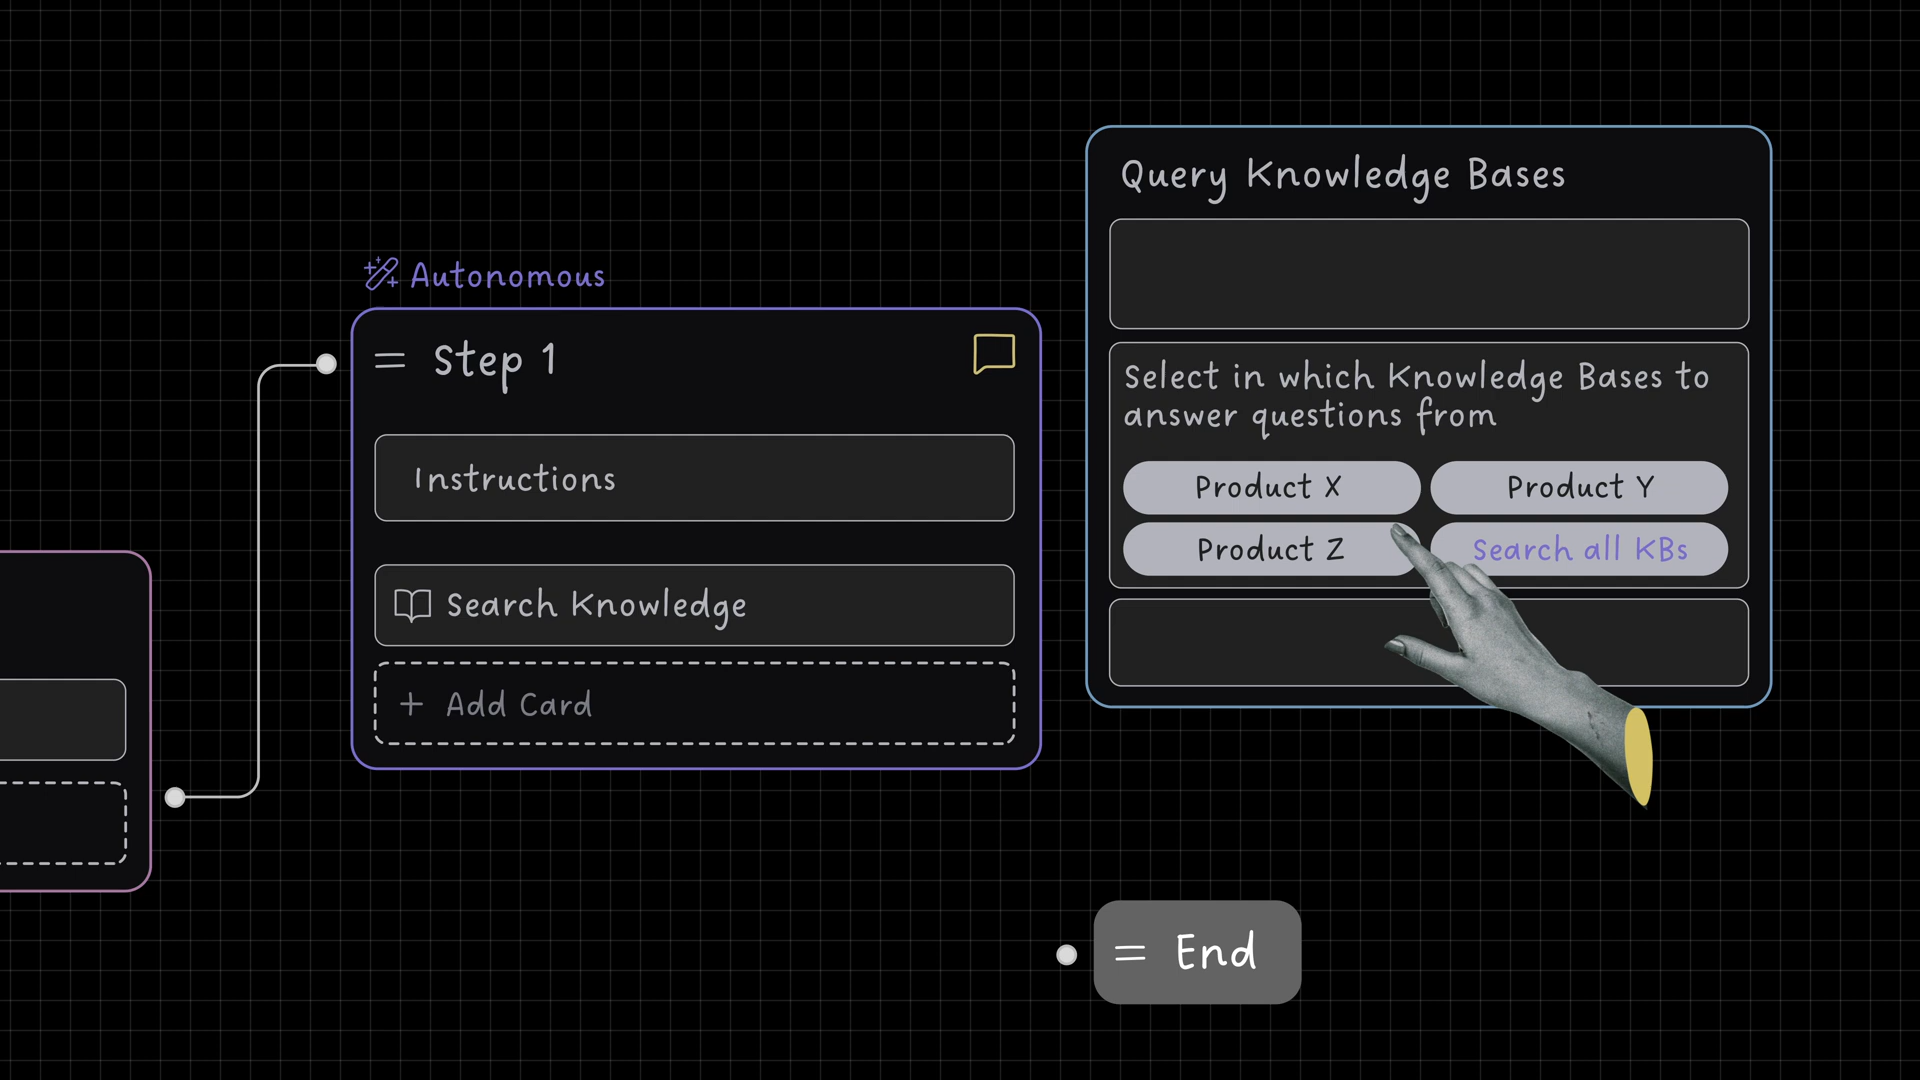 Autonomous
Step 1
Instructions
Search Knowledge
+ Add Card
Query Knowledge Bases
Select in which Knowledge Bases to
answer questions from
Product X
Product Y
Product Z
Search all KBs
End